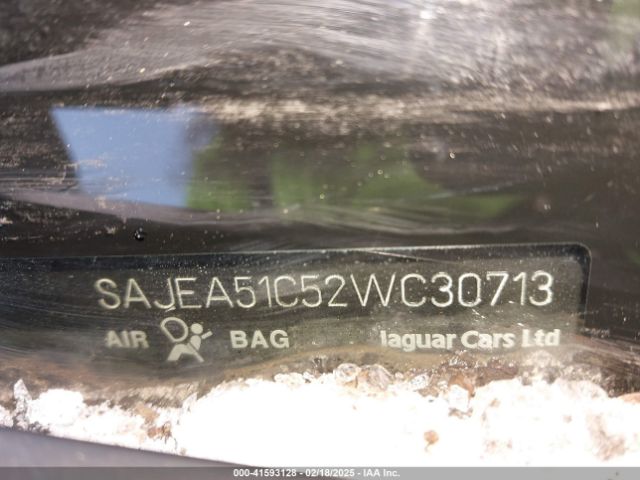 SAJEA51C52WC30713
AIR BAG Jaguar Cars Ltd
000-41593128 - 02/18/2025 - IAA Inc.